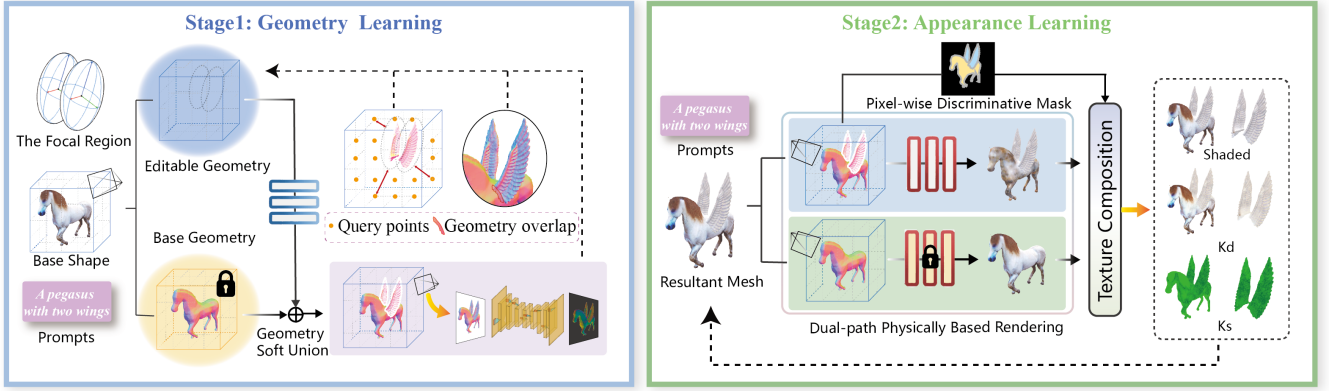 Stage1: Geometry Learning
The Focal Region
Editable Geometry
Base Shape
Base Geometry
A pegasus
with two wings
Prompts
Geometry
Soft Union
Query points
Geometry overlap
Stage2: Appearance Learning
Pixel-wise Discriminative Mask
A pegasus
with two wings
Prompts
Resultant Mesh
Dual-path Physically Based Rendering
Texture Composition
Shaded
Kd
Ks